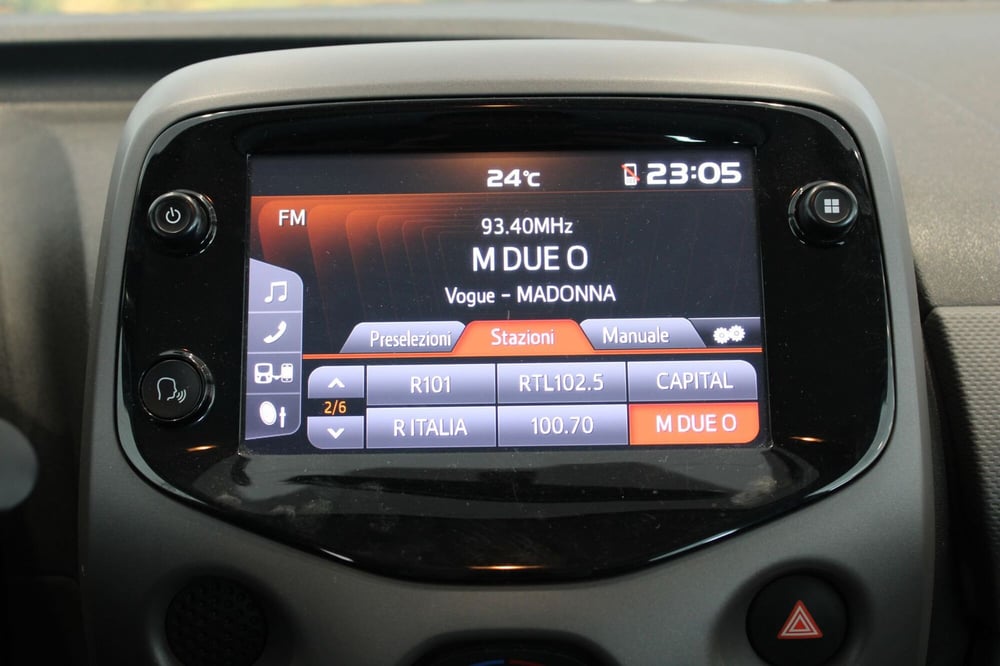 24°C 23:05
FM
93.40MHz
M DUE O
Vogue - MADONNA
Preselezioni Stazioni Manuale
R101 RTL102.5 CAPITAL
2/6
R ITALIA 100.70 M DUE O